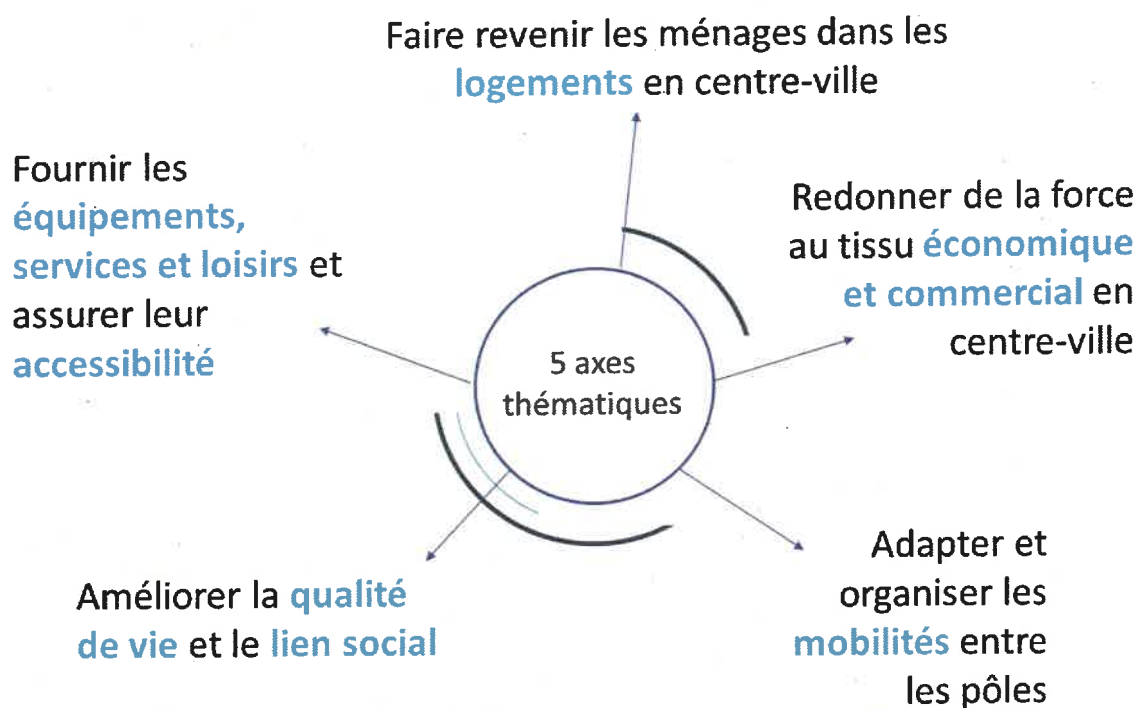 Faire revenir les ménages dans les
logements en centre-ville
Fournir les
équipements,
services et loisirs et
assurer leur
accessibilité
Redonner de la force
au tissu économique
et commercial en
centre-ville
5 axes
thématiques
Améliorer la qualité
de vie et le lien social
Adapter et
organiser les
mobilités entre
les pôles